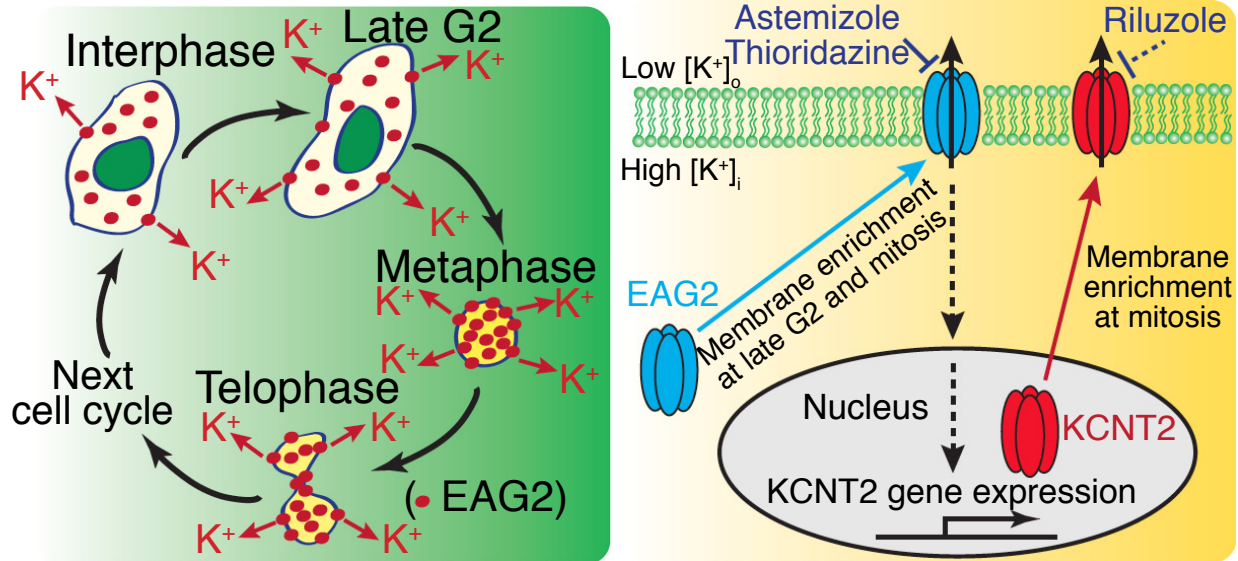 Interphase
Late G2
K⁺
K⁺
K⁺
K⁺
K⁺
K⁺
Metaphase
K⁺
K⁺
K⁺
K⁺
Telophase
K⁺
K⁺
K⁺
K⁺
Next
cell cycle
( EAG2)
Astemizole
Thioridazine
Riluzole
Low [K⁺]ₒ
High [K⁺]ᵢ
EAG2
Membrane enrichment
at late G2 and mitosis
Membrane
enrichment
at mitosis
Nucleus
KCNT2
KCNT2 gene expression